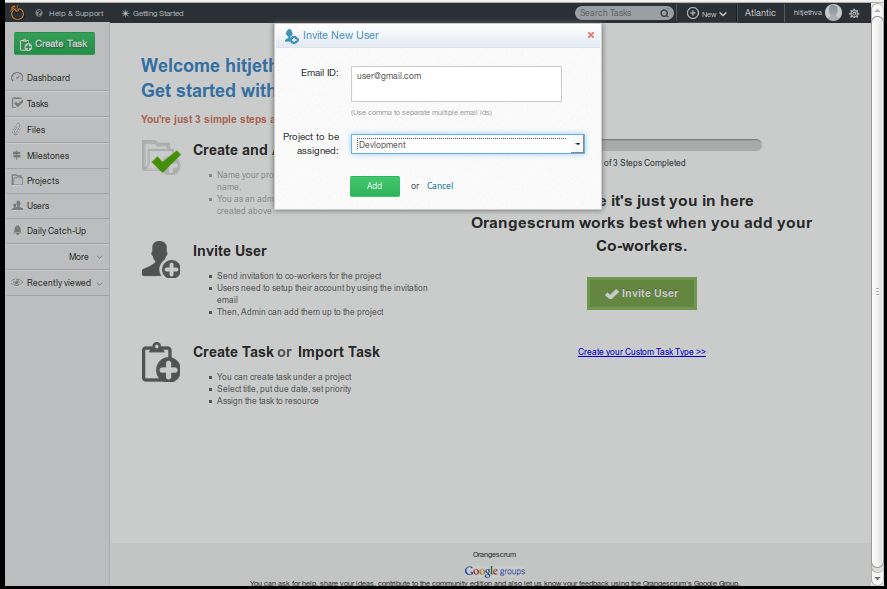 Help & Support
Getting Started
Search Tasks
New
Atlantic
hitjethva
Create Task
Dashboard
Tasks
Files
Milestones
Projects
Users
Daily Catch-Up
More
Recently viewed
Invite New User
×
Email ID:
user@gmail.com
(Use comma to separate multiple email ids)
Project to be
assigned:
Devlopment
Add or Cancel
Welcome hitjeth
Get started with
You're just 3 simple steps a
Create and
Name your pro
name.
You as an adm
created above
Invite User
Send invitation to co-workers for the project
Users need to setup their account by using the invitation
email
Then, Admin can add them up to the project
Create Task or Import Task
You can create task under a project
Select title, put due date, set priority
Assign the task to resource
of 3 Steps Completed
e it's just you in here
Orangescrum works best when you add your
Co-workers.
Invite User
Create your Custom Task Type >>
Orangescrum
Google groups
You can ask for help, share your ideas, contribute to the community edition and also let us know your feedback using the Orangescrum's Google Group.